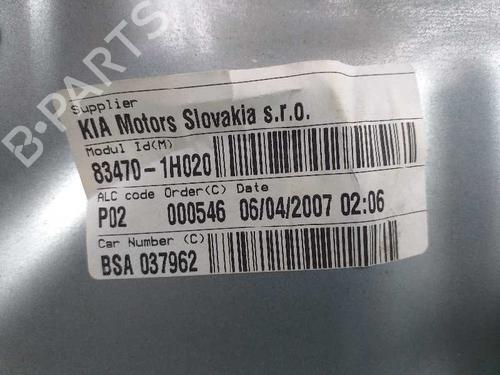 B-PARTS
Supplier
KIA Motors Slovakia s.r.o.
Modul Id(M)
83470-1H020
ALC code Order(C) Date
P02 000546 06/04/2007 02:06
Car Number (C)
BSA 037962